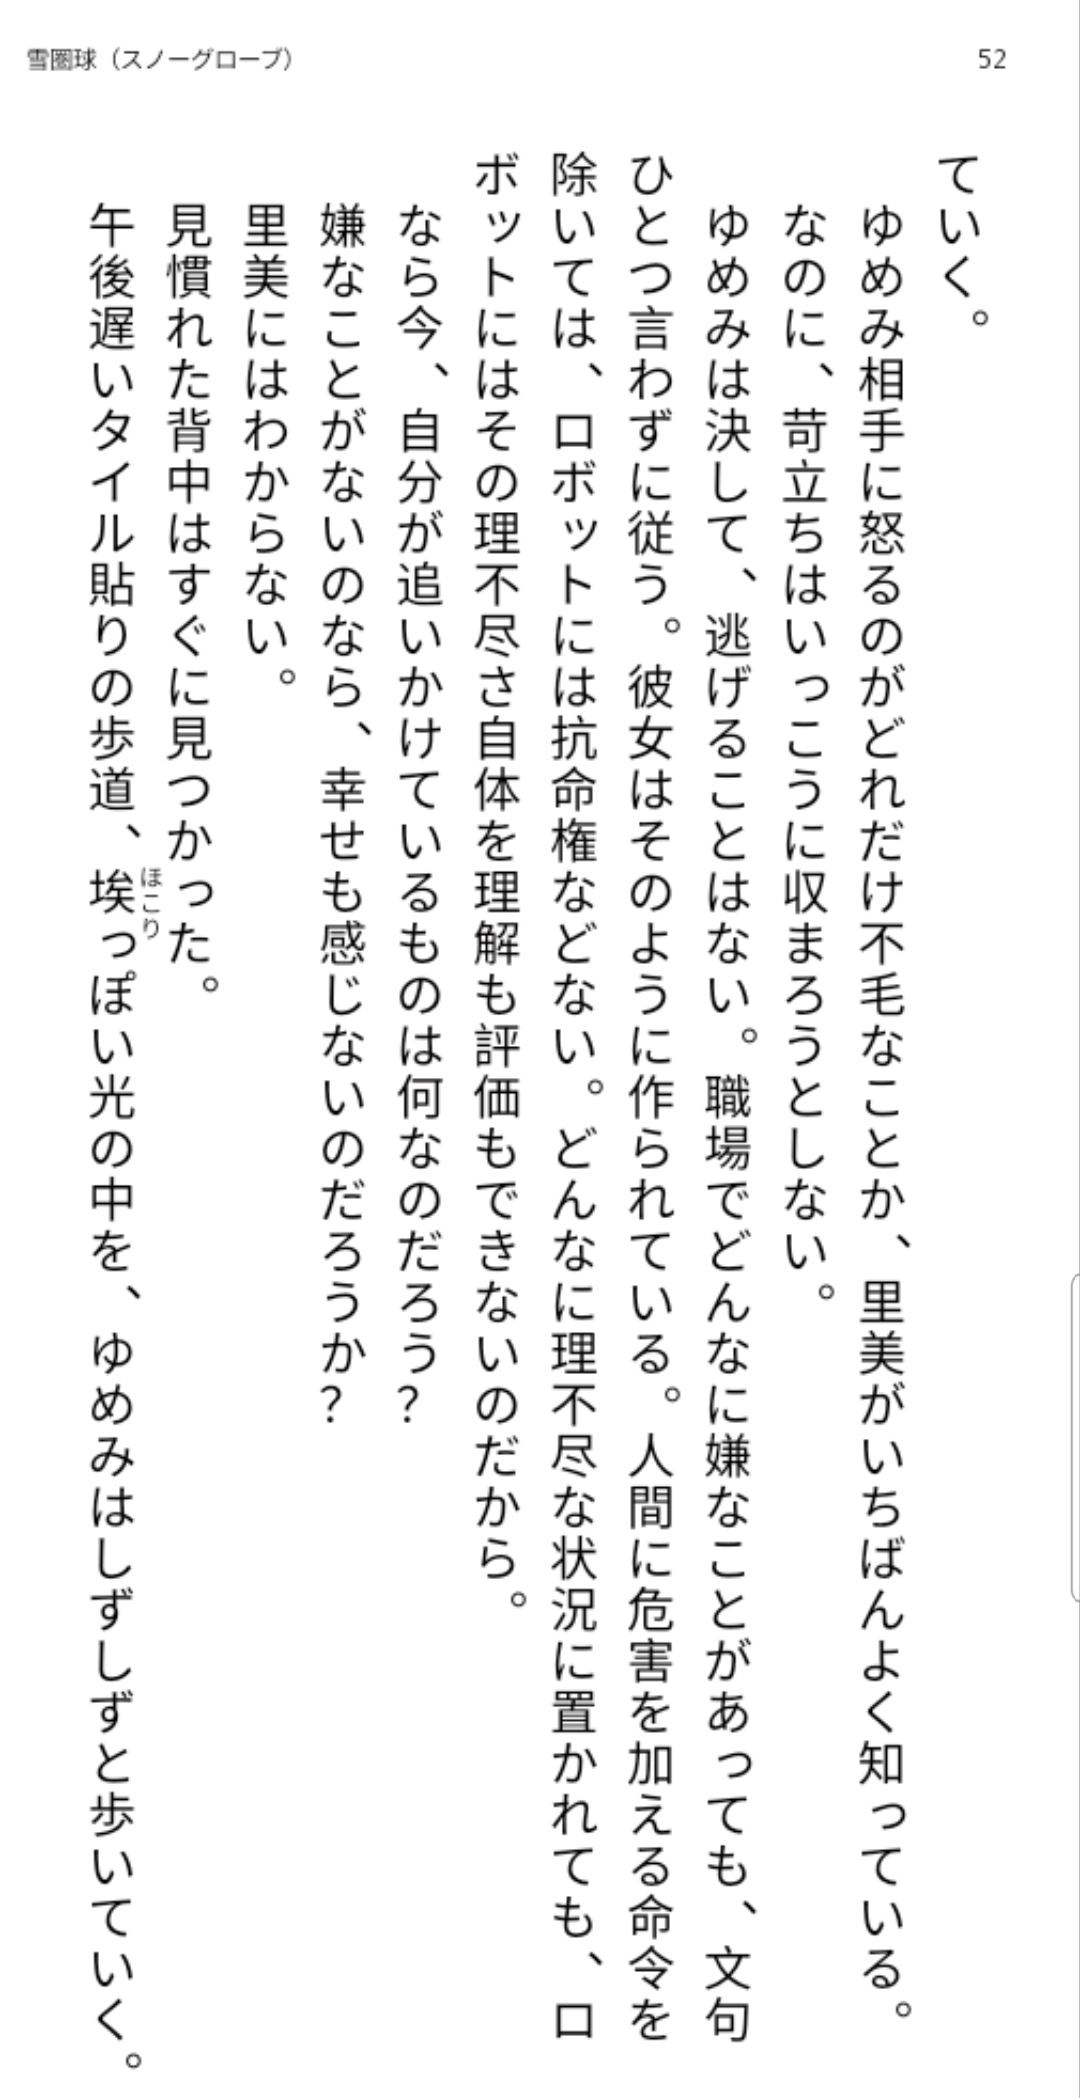 雪圏球（スノーグローブ）
52
ていく。
ゆめみ相手に怒るのがどれだけ不毛なことか、里美がいちばんよく知っている。
なのに、苛立ちはいっこうに収まろうとしない。
ゆめみは決して、逃げることはない。職場でどんなに嫌なことがあっても、文句
ひとつ言わずに従う。彼女はそのように作られている。人間に危害を加える命令を
除いては、ロボットには抗命権などない。どんなに理不尽な状況に置かれても、ロ
ボットにはその理不尽さ自体を理解も評価もできないのだから。
なら今、自分が追いかけているものは何なのだろう？
嫌なことがないのなら、幸せも感じないのだろうか？
里美にはわからない。
見慣れた背中はすぐに見つかった。
午後遅いタイル貼りの歩道、埃っぽい光の中を、ゆめみはしずしずと歩いていく。
ほこり